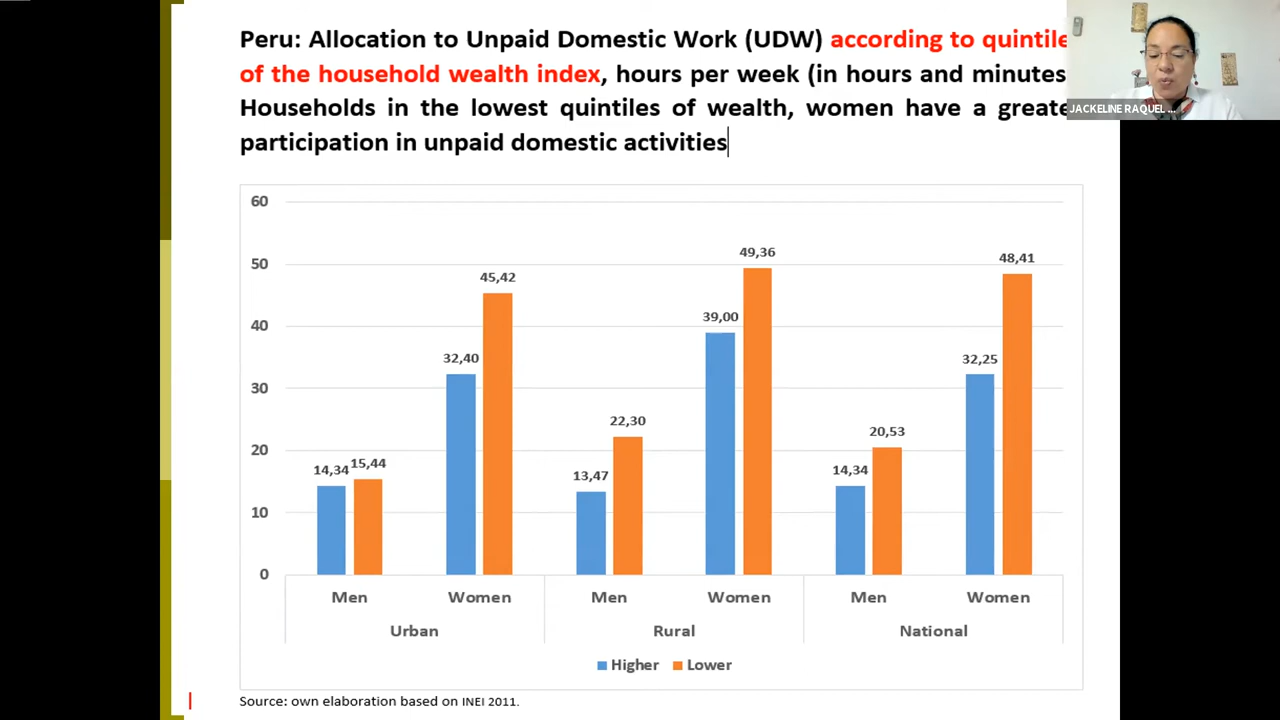 Peru: Allocation to Unpaid Domestic Work (UDW) according to quintile
of the household wealth index, hours per week (in hours and minutes
Households in the lowest quintiles of wealth, women have a greate
participation in unpaid domestic activities
JACKELINE RAQUEL ...
60
50
40
30
20
10
0
14,34
15,44
32,40
45,42
13,47
22,30
39,00
49,36
14,34
20,53
32,25
48,41
Men Women Men Women Men Women
Urban Rural National
Higher Lower
Source: own elaboration based on INEI 2011.